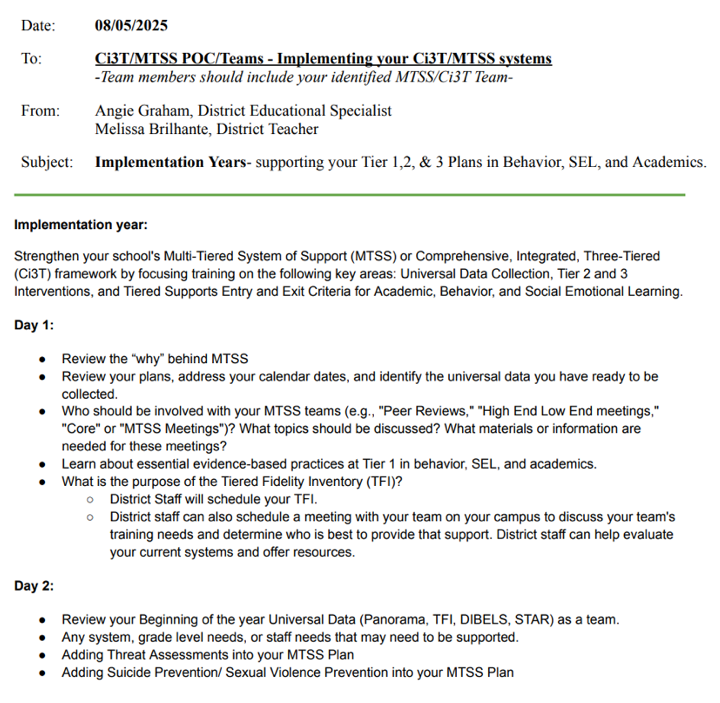 Date: 08/05/2025
To: Ci3T/MTSS POC/Teams - Implementing your Ci3T/MTSS systems
-Team members should include your identified MTSS/Ci3T Team-
From: Angie Graham, District Educational Specialist
Melissa Brilhante, District Teacher
Subject: Implementation Years- supporting your Tier 1,2, & 3 Plans in Behavior, SEL, and Academics.
Implementation year:
Strengthen your school's Multi-Tiered System of Support (MTSS) or Comprehensive, Integrated, Three-Tiered
(Ci3T) framework by focusing training on the following key areas: Universal Data Collection, Tier 2 and 3
Interventions, and Tiered Supports Entry and Exit Criteria for Academic, Behavior, and Social Emotional Learning.
Day 1:
● Review the “why” behind MTSS
● Review your plans, address your calendar dates, and identify the universal data you have ready to be
collected.
● Who should be involved with your MTSS teams (e.g., "Peer Reviews," "High End Low End meetings,"
"Core" or "MTSS Meetings")? What topics should be discussed? What materials or information are
needed for these meetings?
● Learn about essential evidence-based practices at Tier 1 in behavior, SEL, and academics.
● What is the purpose of the Tiered Fidelity Inventory (TFI)?
○ District Staff will schedule your TFI.
○ District staff can also schedule a meeting with your team on your campus to discuss your team's
training needs and determine who is best to provide that support. District staff can help evaluate
your current systems and offer resources.
Day 2:
● Review your Beginning of the year Universal Data (Panorama, TFI, DIBELS, STAR) as a team.
● Any system, grade level needs, or staff needs that may need to be supported.
● Adding Threat Assessments into your MTSS Plan
● Adding Suicide Prevention/ Sexual Violence Prevention into your MTSS Plan